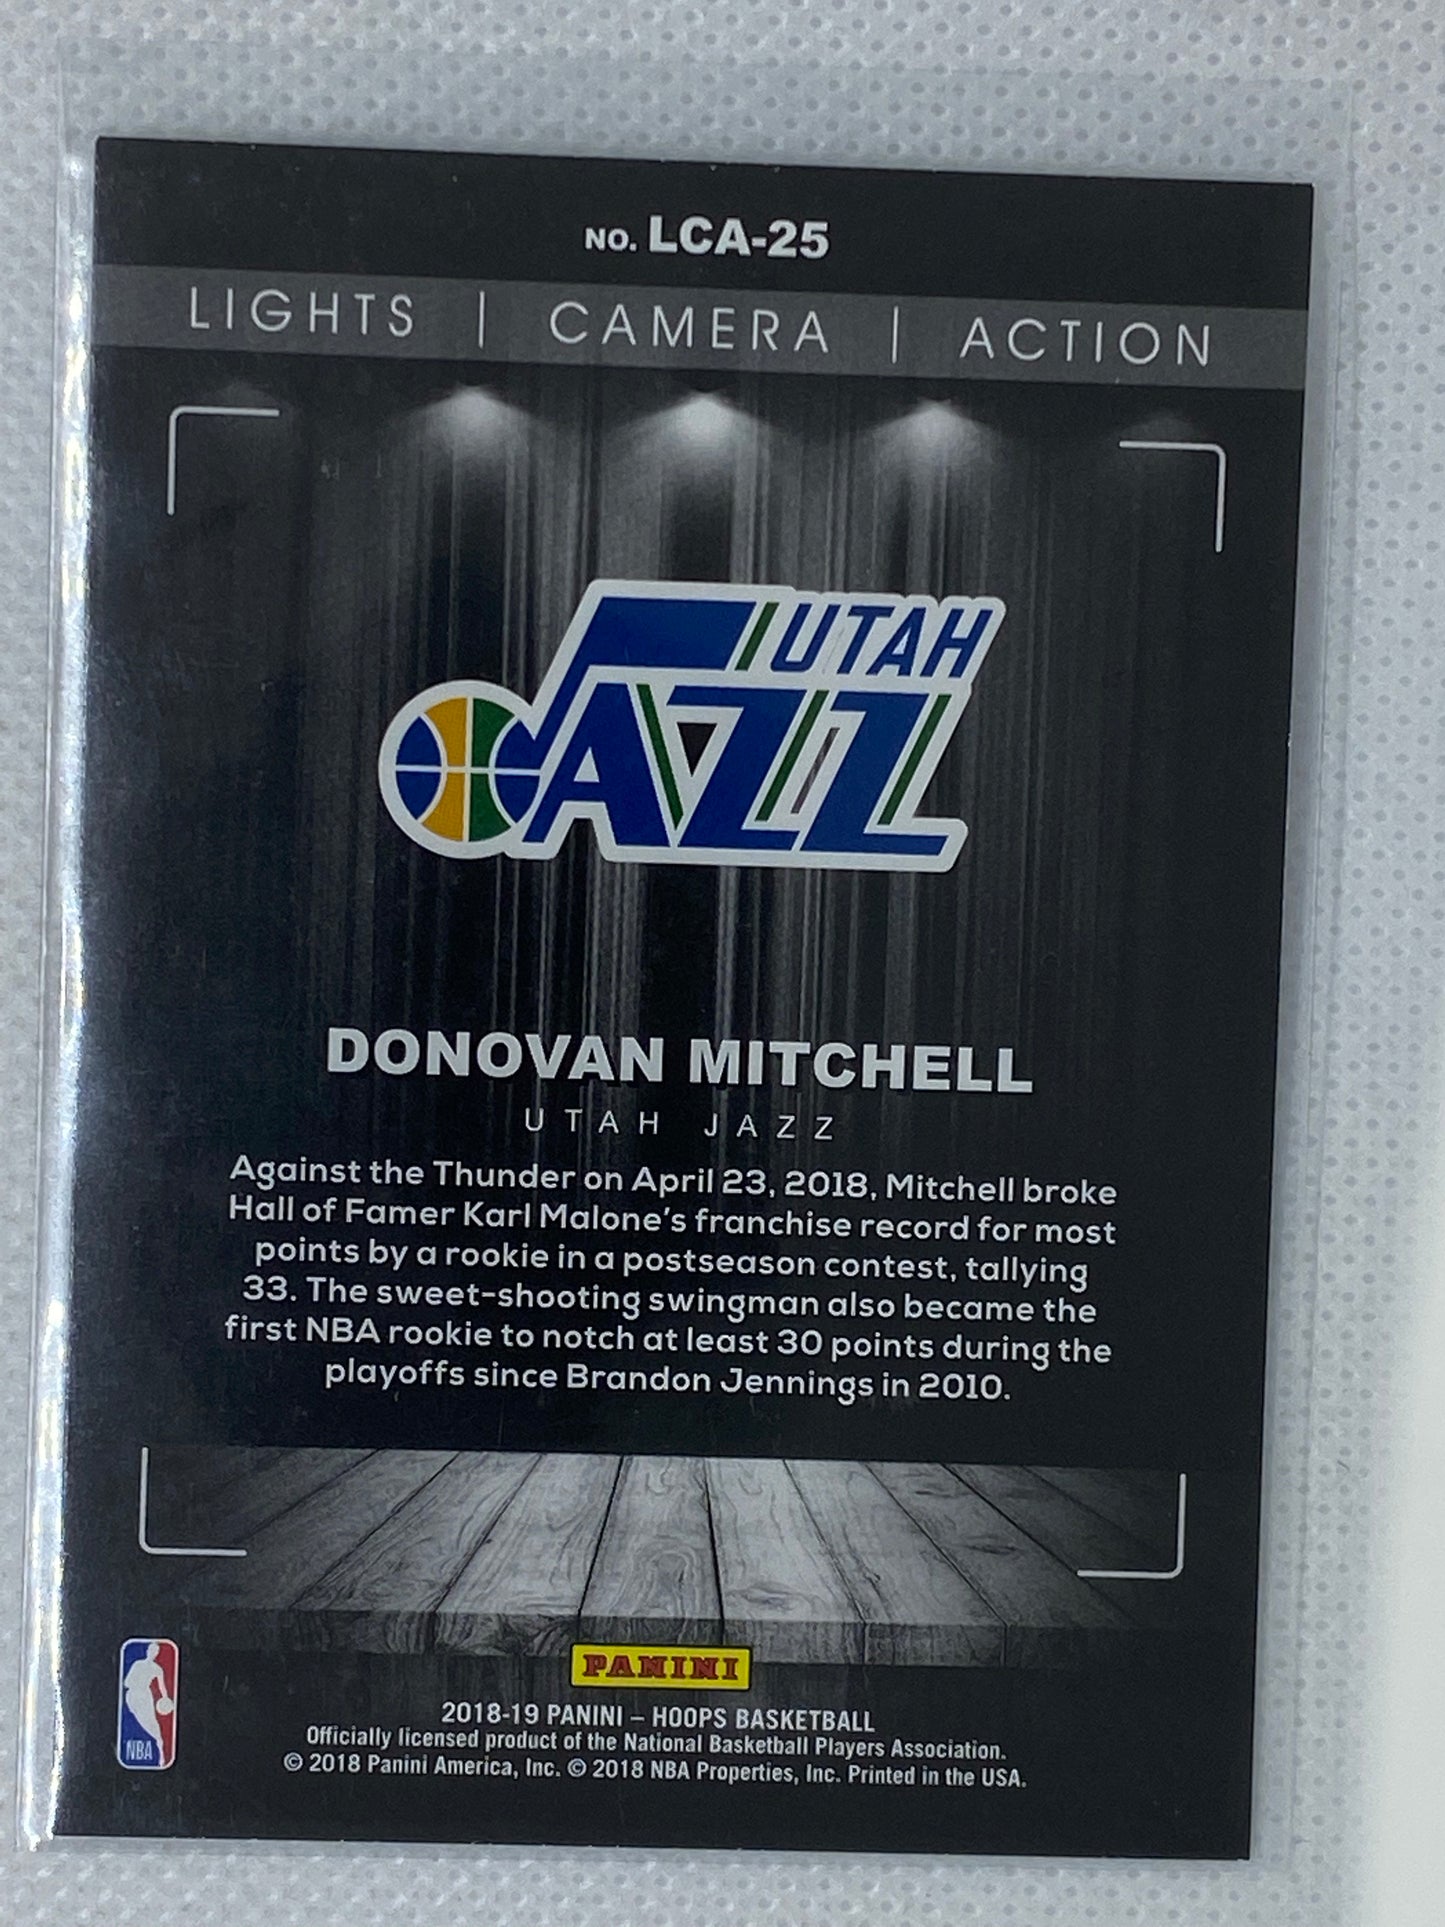 NO. LCA-25
LIGHTS | CAMERA | ACTION
UTAH
JAZZ
DONOVAN MITCHELL
UTAH JAZZ
Against the Thunder on April 23, 2018, Mitchell broke
Hall of Famer Karl Malone's franchise record for most
points by a rookie in a postseason contest, tallying
33. The sweet-shooting swingman also became the
first NBA rookie to notch at least 30 points during the
playoffs since Brandon Jennings in 2010.
PANINI
NBA
2018-19 PANINI – HOOPS BASKETBALL
Officially licensed product of the National Basketball Players Association.
© 2018 Panini America, Inc. © 2018 NBA Properties, Inc. Printed in the USA.